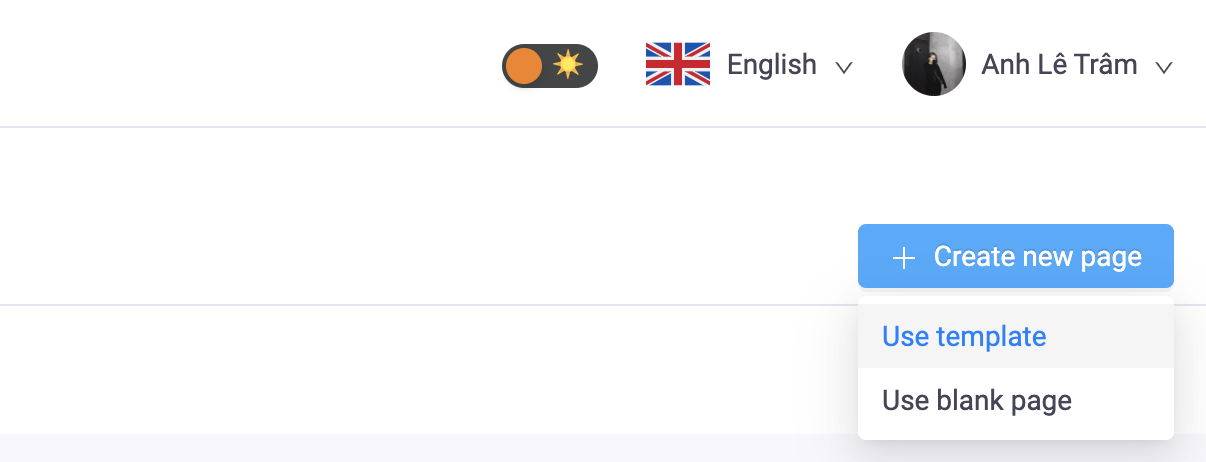 English
Anh Lê Trâm
Create new page
Use template
Use blank page